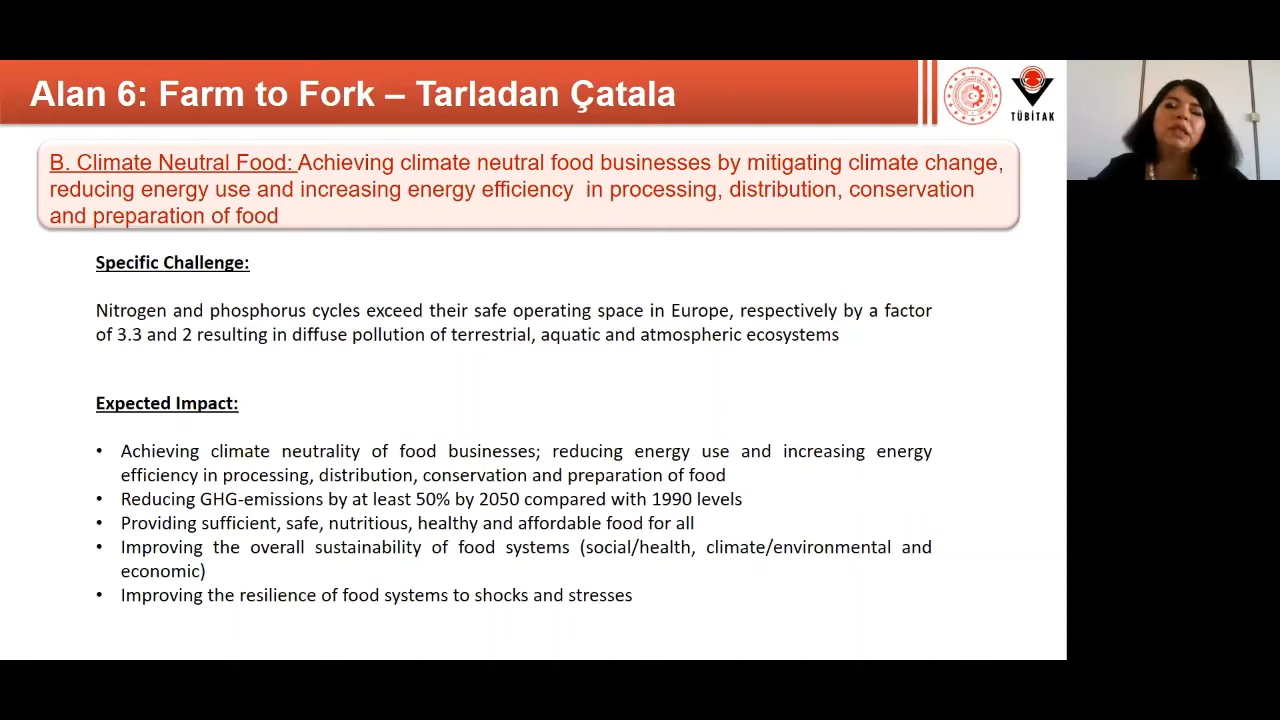 Alan 6: Farm to Fork – Tarladan Çatala
TÜBİTAK
B. Climate Neutral Food: Achieving climate neutral food businesses by mitigating climate change,
reducing energy use and increasing energy efficiency in processing, distribution, conservation
and preparation of food
Specific Challenge:
Nitrogen and phosphorus cycles exceed their safe operating space in Europe, respectively by a factor
of 3.3 and 2 resulting in diffuse pollution of terrestrial, aquatic and atmospheric ecosystems
Expected Impact:
• Achieving climate neutrality of food businesses; reducing energy use and increasing energy
efficiency in processing, distribution, conservation and preparation of food
• Reducing GHG-emissions by at least 50% by 2050 compared with 1990 levels
• Providing sufficient, safe, nutritious, healthy and affordable food for all
• Improving the overall sustainability of food systems (social/health, climate/environmental and
economic)
• Improving the resilience of food systems to shocks and stresses